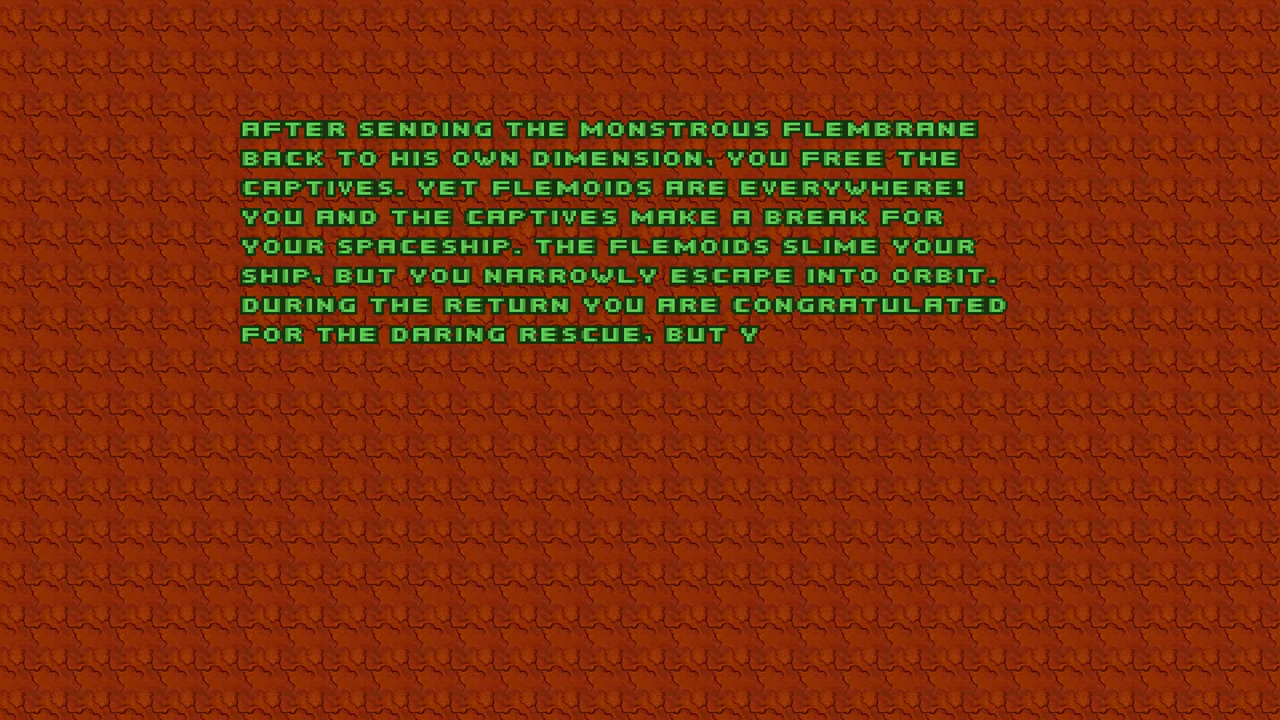 AFTER SENDING THE MONSTROUS FLEMBRANE
BACK TO HIS OWN DIMENSION, YOU FREE THE
CAPTIVES. YET FLEMOIDS ARE EVERYWHERE!
YOU AND THE CAPTIVES MAKE A BREAK FOR
YOUR SPACESHIP. THE FLEMOIDS SLIME YOUR
SHIP, BUT YOU NARROWLY ESCAPE INTO ORBIT.
DURING THE RETURN YOU ARE CONGRATULATED
FOR THE DARING RESCUE, BUT Y